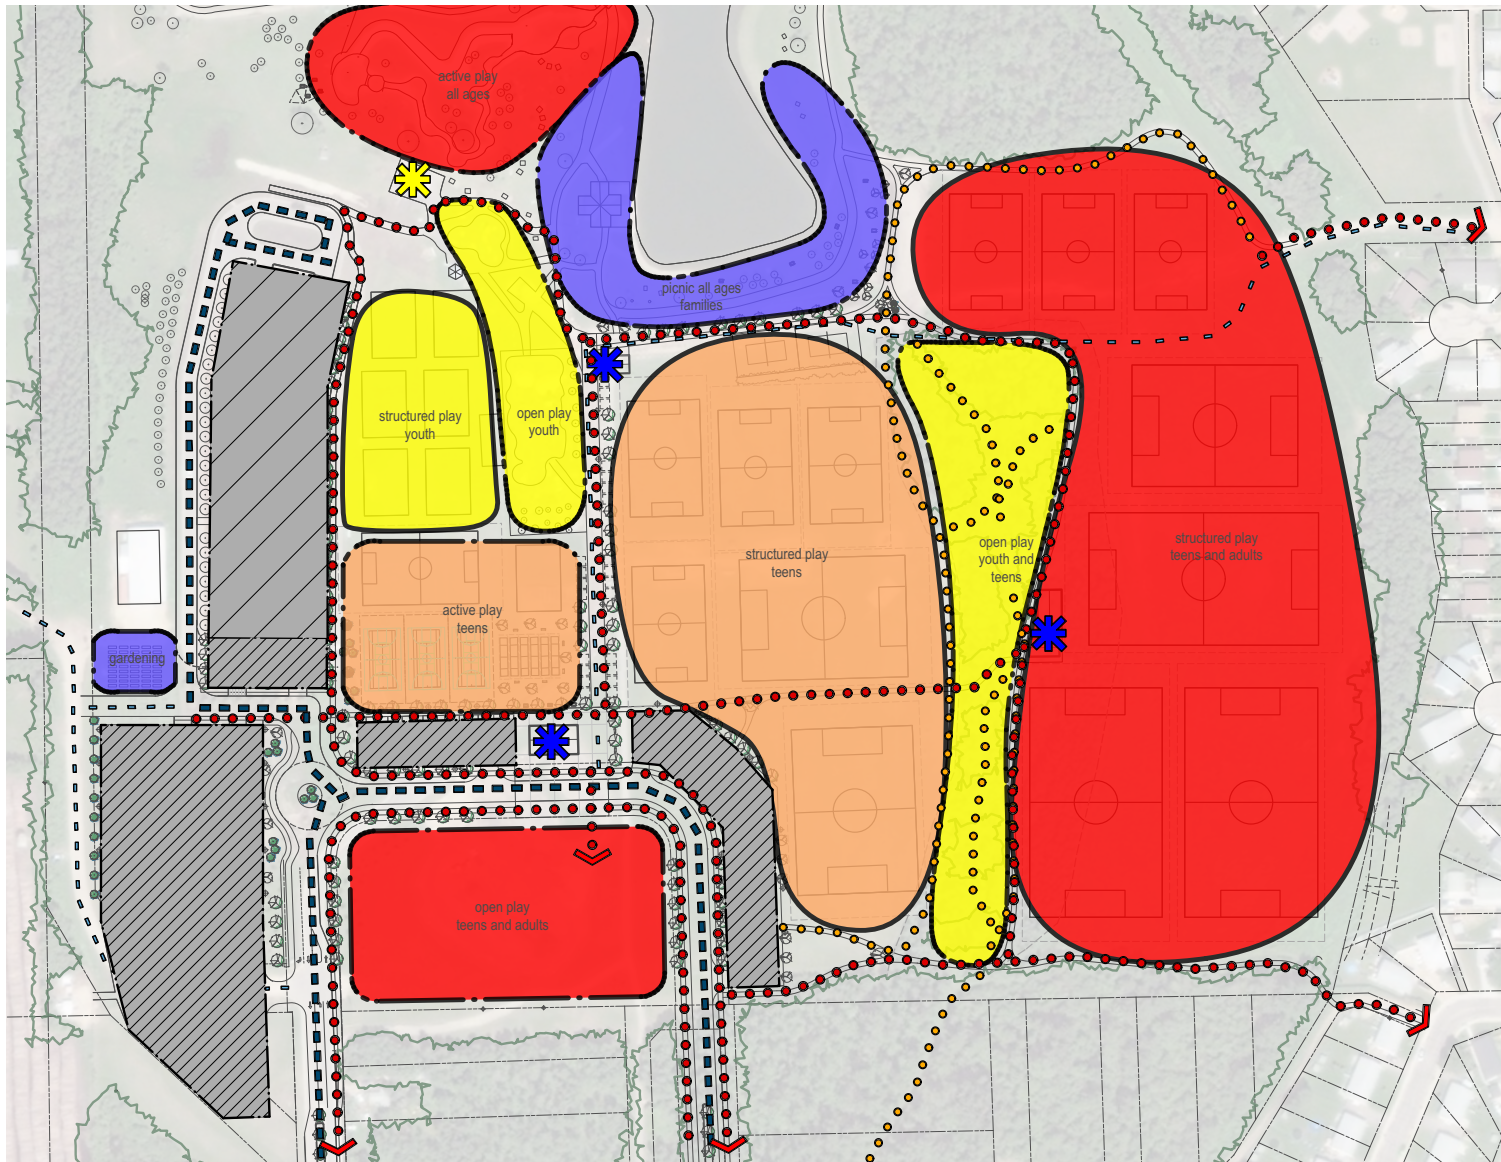 active play
all ages
picnic all ages
families
structured play
youth
open play
youth
structured play
teens
open play
youth and
teens
structured play
teens and adults
active play
teens
gardening
open play
teens and adults